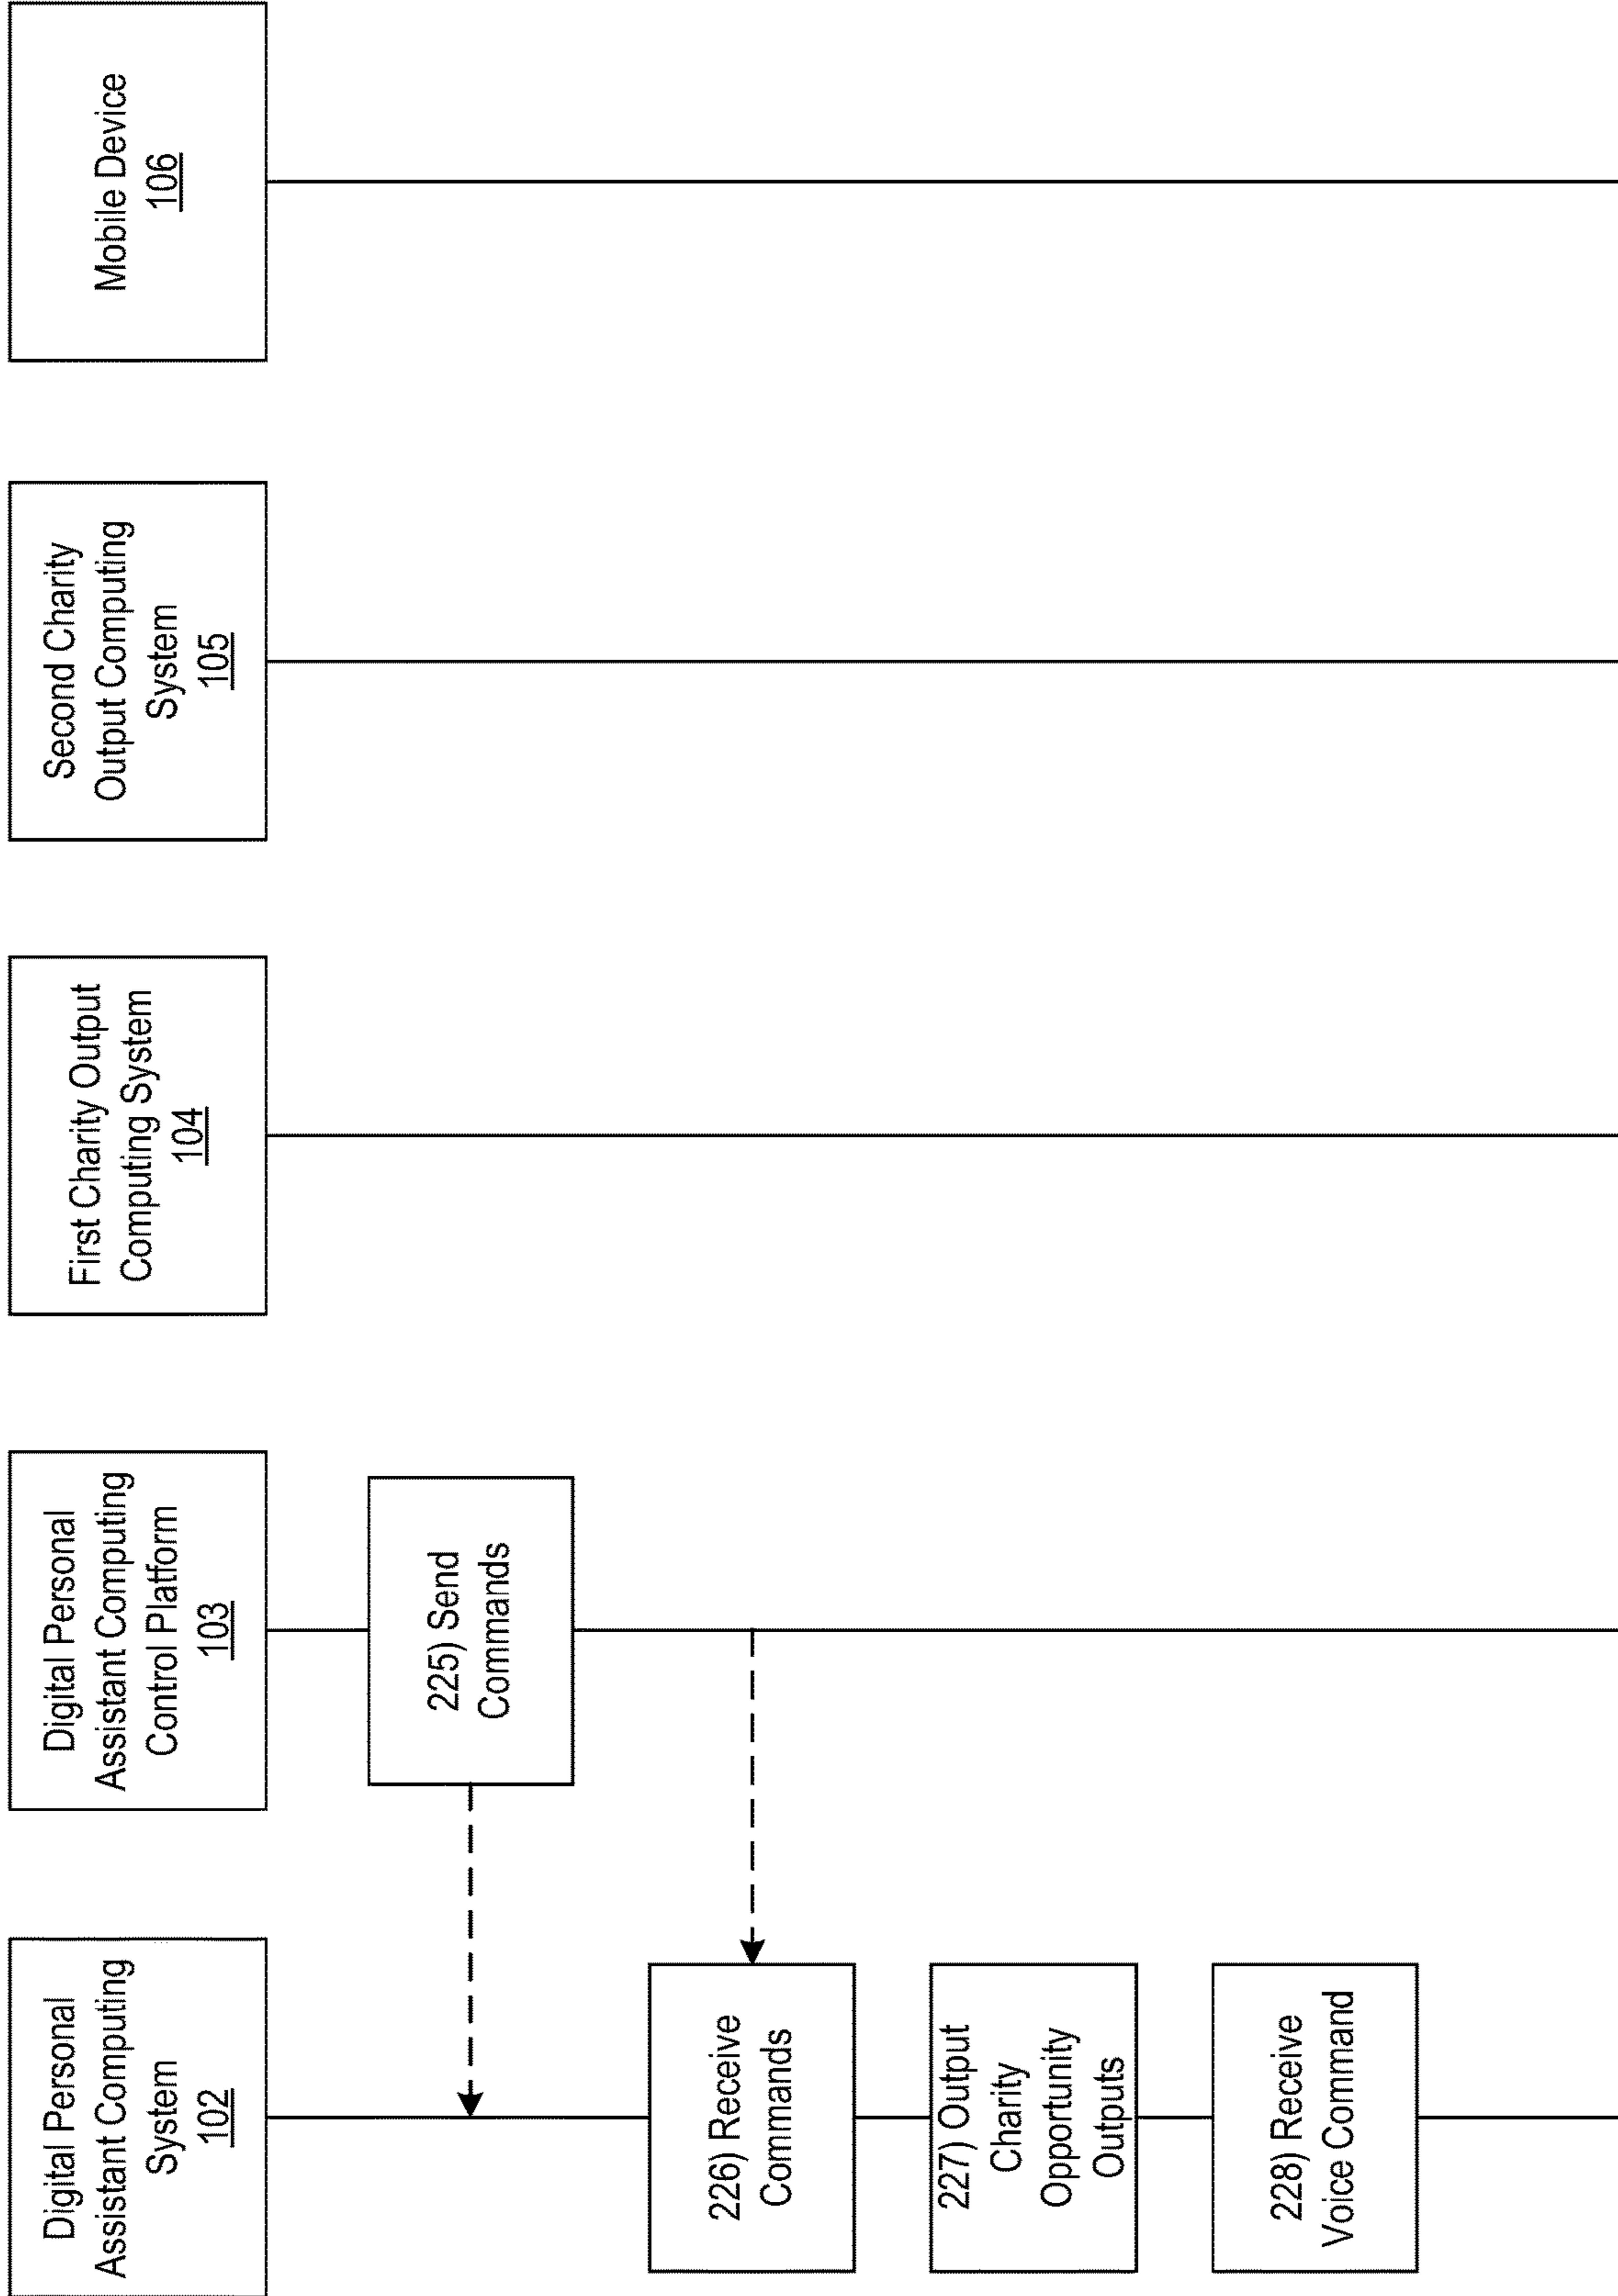 Digital Personal
Assistant Computing
System
102
Digital Personal
Assistant Computing
Control Platform
103
First Charity Output
Computing System
104
Second Charity
Output Computing
System
105
Mobile Device
106
225) Send
Commands
226) Receive
Commands
227) Output
Charity
Opportunity
Outputs
228) Receive
Voice Command